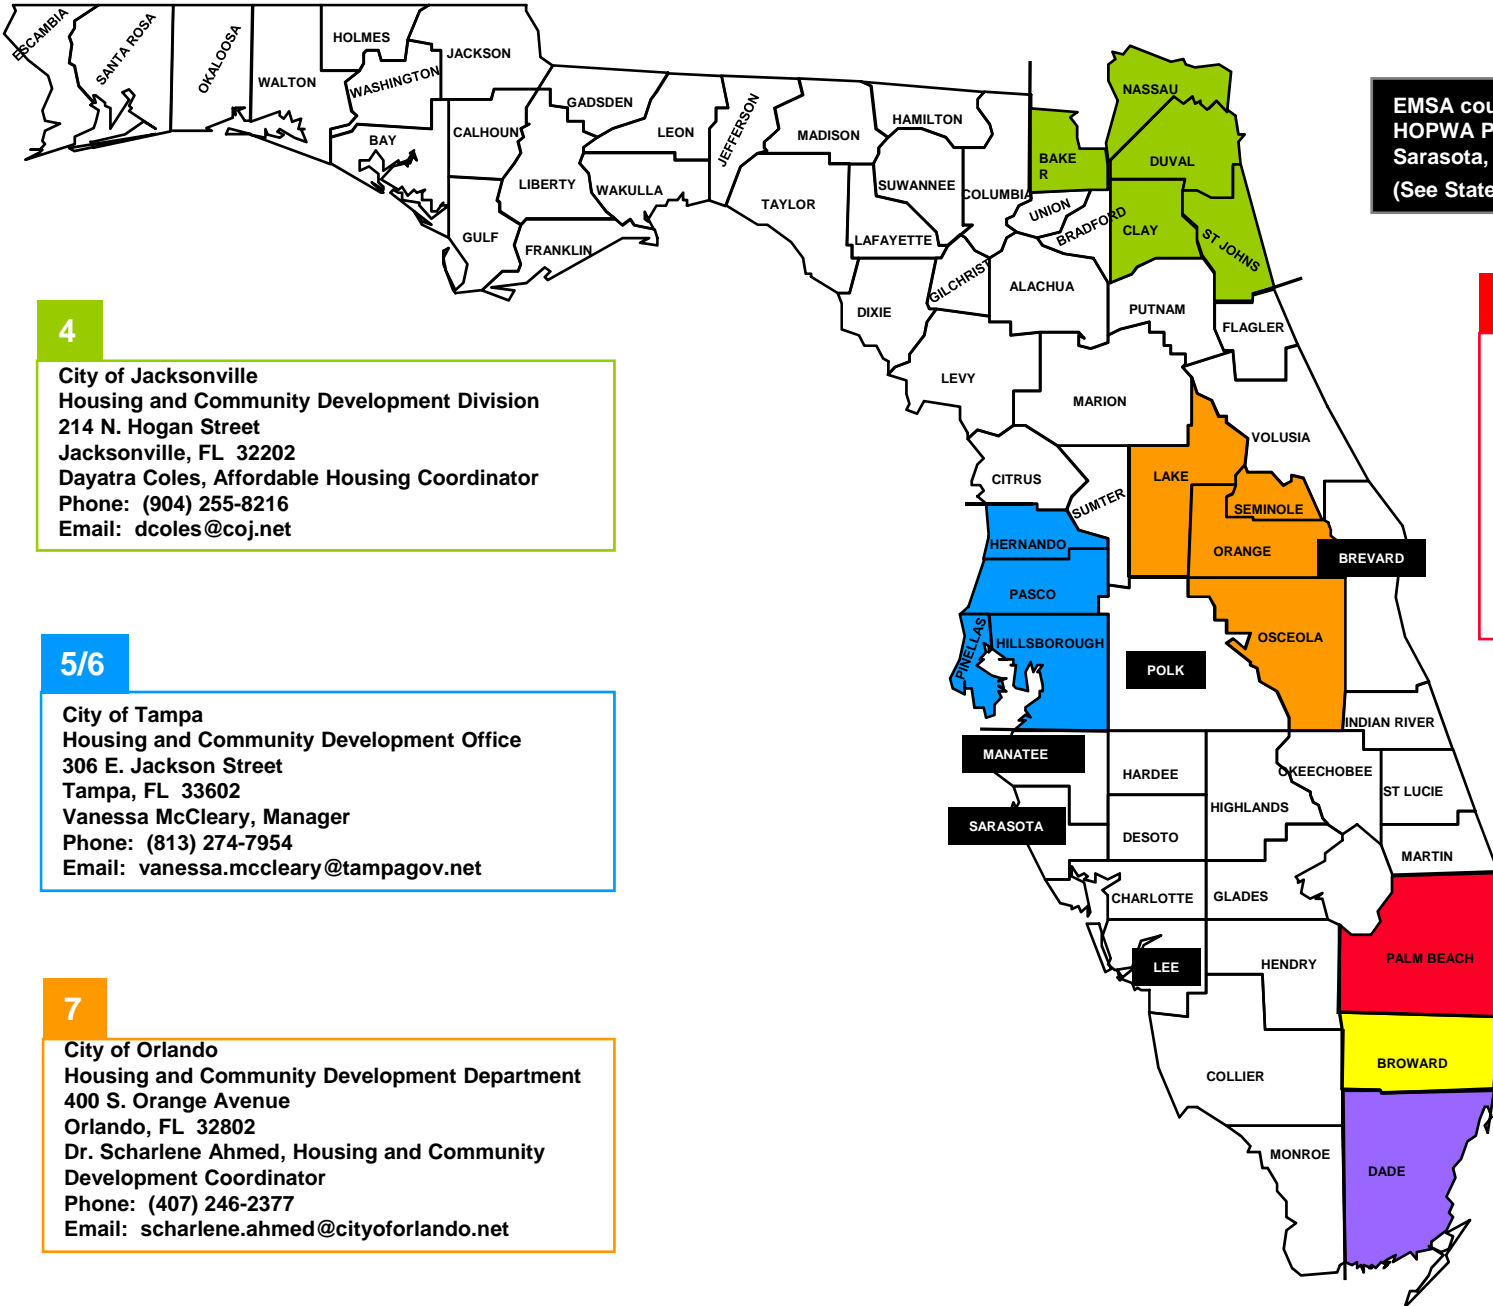 ESCAMBIA
SANTA ROSA
OKALOOSA
WALTON
HOLMES
WASHINGTON
JACKSON
BAY
CALHOUN
GULF
GADSDEN
LIBERTY
FRANKLIN
LEON
WAKULLA
JEFFERSON
MADISON
TAYLOR
HAMILTON
SUWANNEE
LAFAYETTE
DIXIE
COLUMBIA
GILCHRIST
BAKE
R
UNION
BRADFORD
ALACHUA
NASSAU
DUVAL
CLAY
ST JOHNS
PUTNAM
FLAGLER
LEVY
MARION
VOLUSIA
CITRUS
SUMTER
LAKE
SEMINOLE
ORANGE
BREVARD
HERNANDO
PASCO
PINELLAS
HILLSBOROUGH
POLK
OSCEOLA
INDIAN RIVER
MANATEE
HARDEE
OKEECHOBEE
ST LUCIE
HIGHLANDS
SARASOTA
DESOTO
MARTIN
CHARLOTTE
GLADES
LEE
HENDRY
PALM BEACH
COLLIER
BROWARD
MONROE
DADE
EMSA cou
HOPWA P
Sarasota,
(See State
4
City of Jacksonville
Housing and Community Development Division
214 N. Hogan Street
Jacksonville, FL 32202
Dayatra Coles, Affordable Housing Coordinator
Phone: (904) 255-8216
Email: dcoles@coj.net
5/6
City of Tampa
Housing and Community Development Office
306 E. Jackson Street
Tampa, FL 33602
Vanessa McCleary, Manager
Phone: (813) 274-7954
Email: vanessa.mccleary@tampagov.net
7
City of Orlando
Housing and Community Development Department
400 S. Orange Avenue
Orlando, FL 32802
Dr. Scharlene Ahmed, Housing and Community
Development Coordinator
Phone: (407) 246-2377
Email: scharlene.ahmed@cityoforlando.net